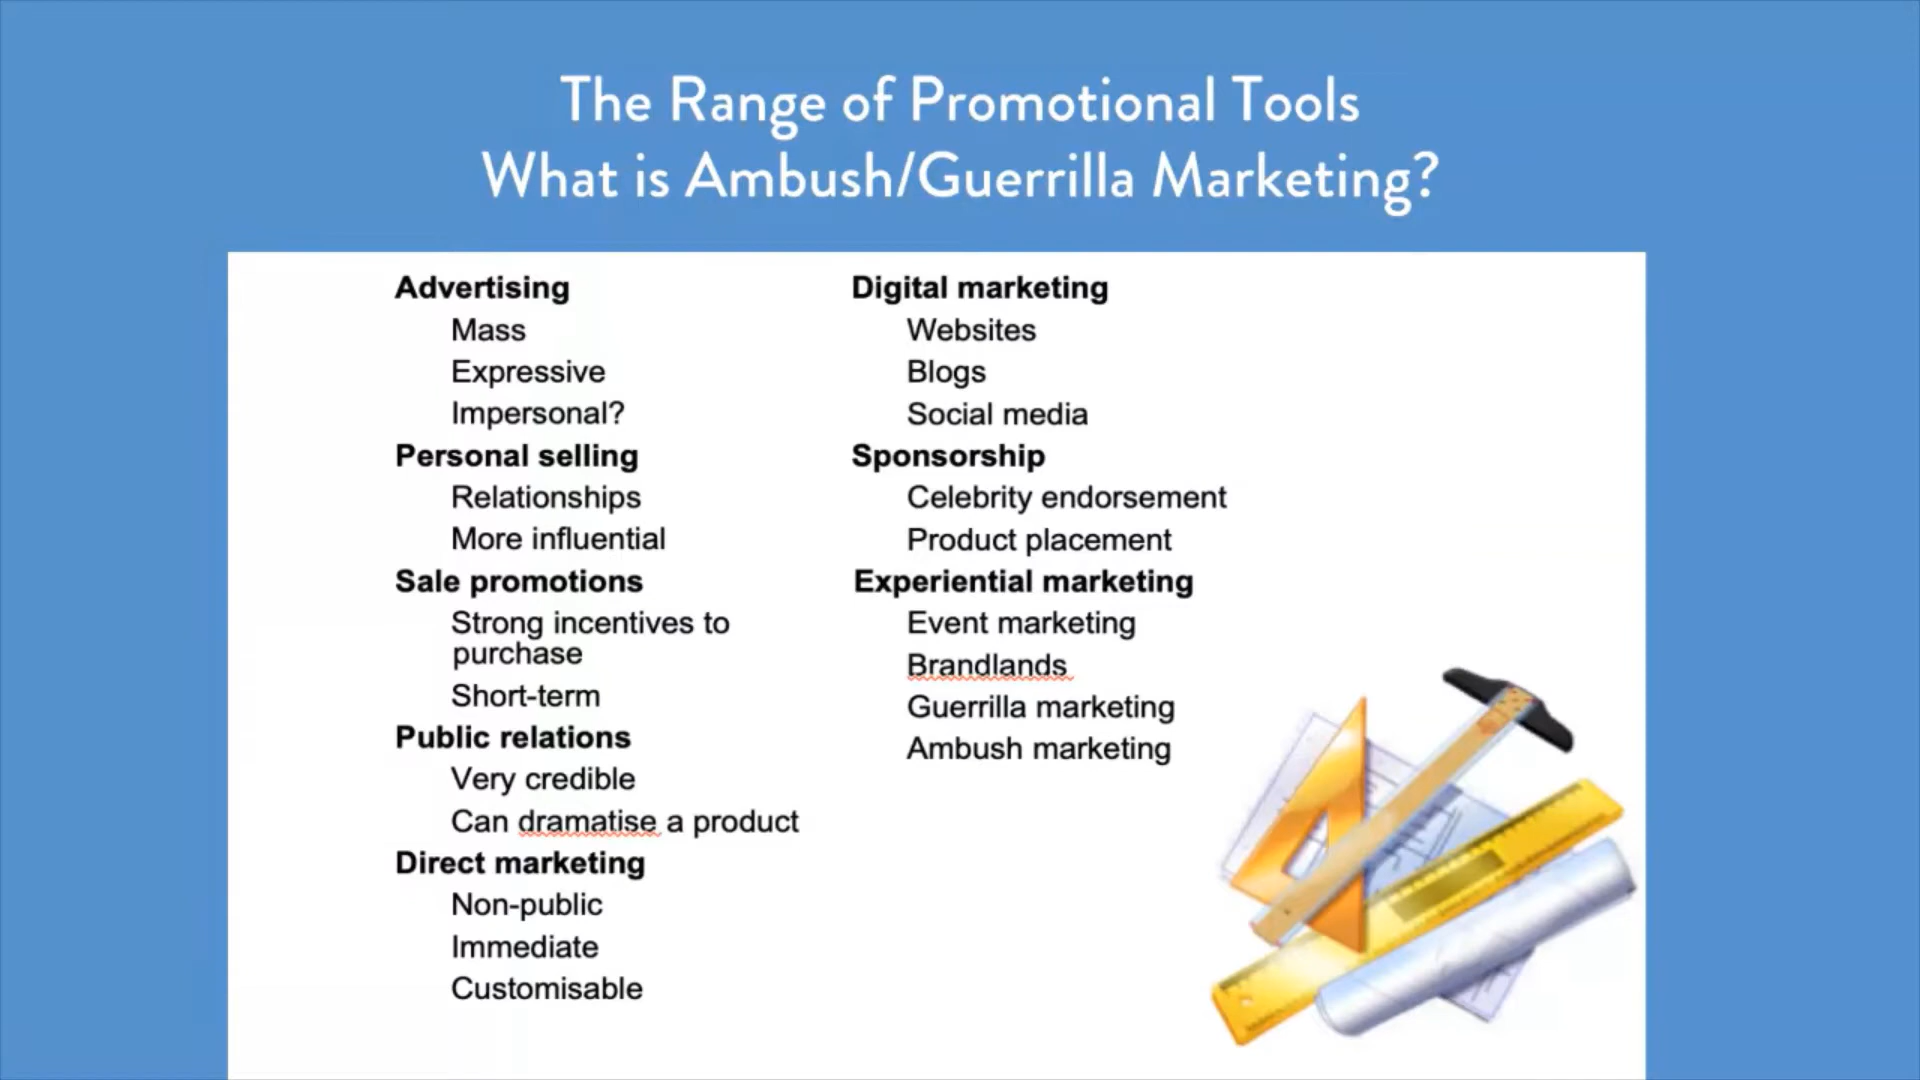 The Range of Promotional Tools
What is Ambush/Guerrilla Marketing?
Advertising
Mass
Expressive
Impersonal?
Personal selling
Relationships
More influential
Sale promotions
Strong incentives to
purchase
Short-term
Public relations
Very credible
Can dramatise a product
Direct marketing
Non-public
Immediate
Customisable
Digital marketing
Websites
Blogs
Social media
Sponsorship
Celebrity endorsement
Product placement
Experiential marketing
Event marketing
Brandlands
Guerrilla marketing
Ambush marketing